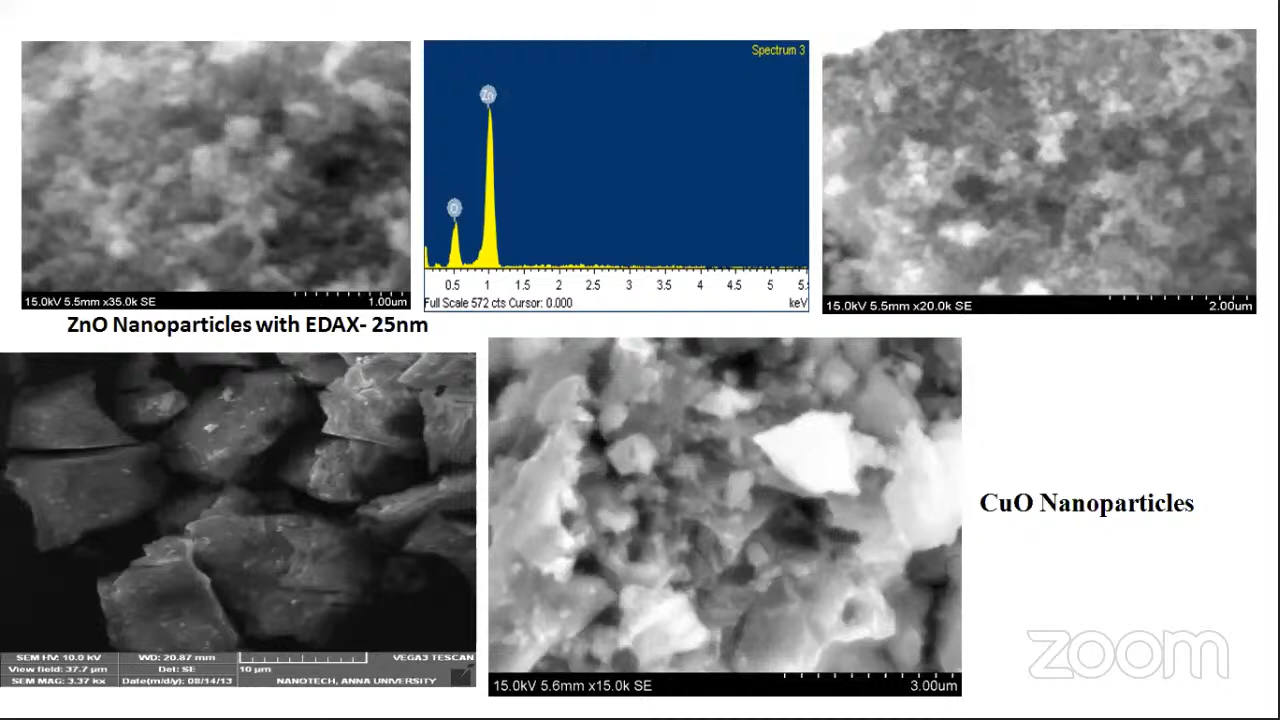 Spectrum 3
Zn
O
0.5 1 1.5 2 2.5 3 3.5 4 4.5 5 5.
Full Scale 572 cts Cursor: 0.000 keV
15.0kV 5.5mm x35.0k SE 1.00um
15.0kV 5.5mm x20.0k SE 2.00um
ZnO Nanoparticles with EDAX- 25nm
SEM HV: 10.0 kV WD: 20.87 mm VEGA3 TESCAN
View field: 37.7 µm Det: SE 10 µm
SEM MAG: 3.37 kx Date(m/d/y): 08/14/13 NANOTECH, ANNA UNIVERSITY
15.0kV 5.6mm x15.0k SE 3.00um
CuO Nanoparticles
zoom